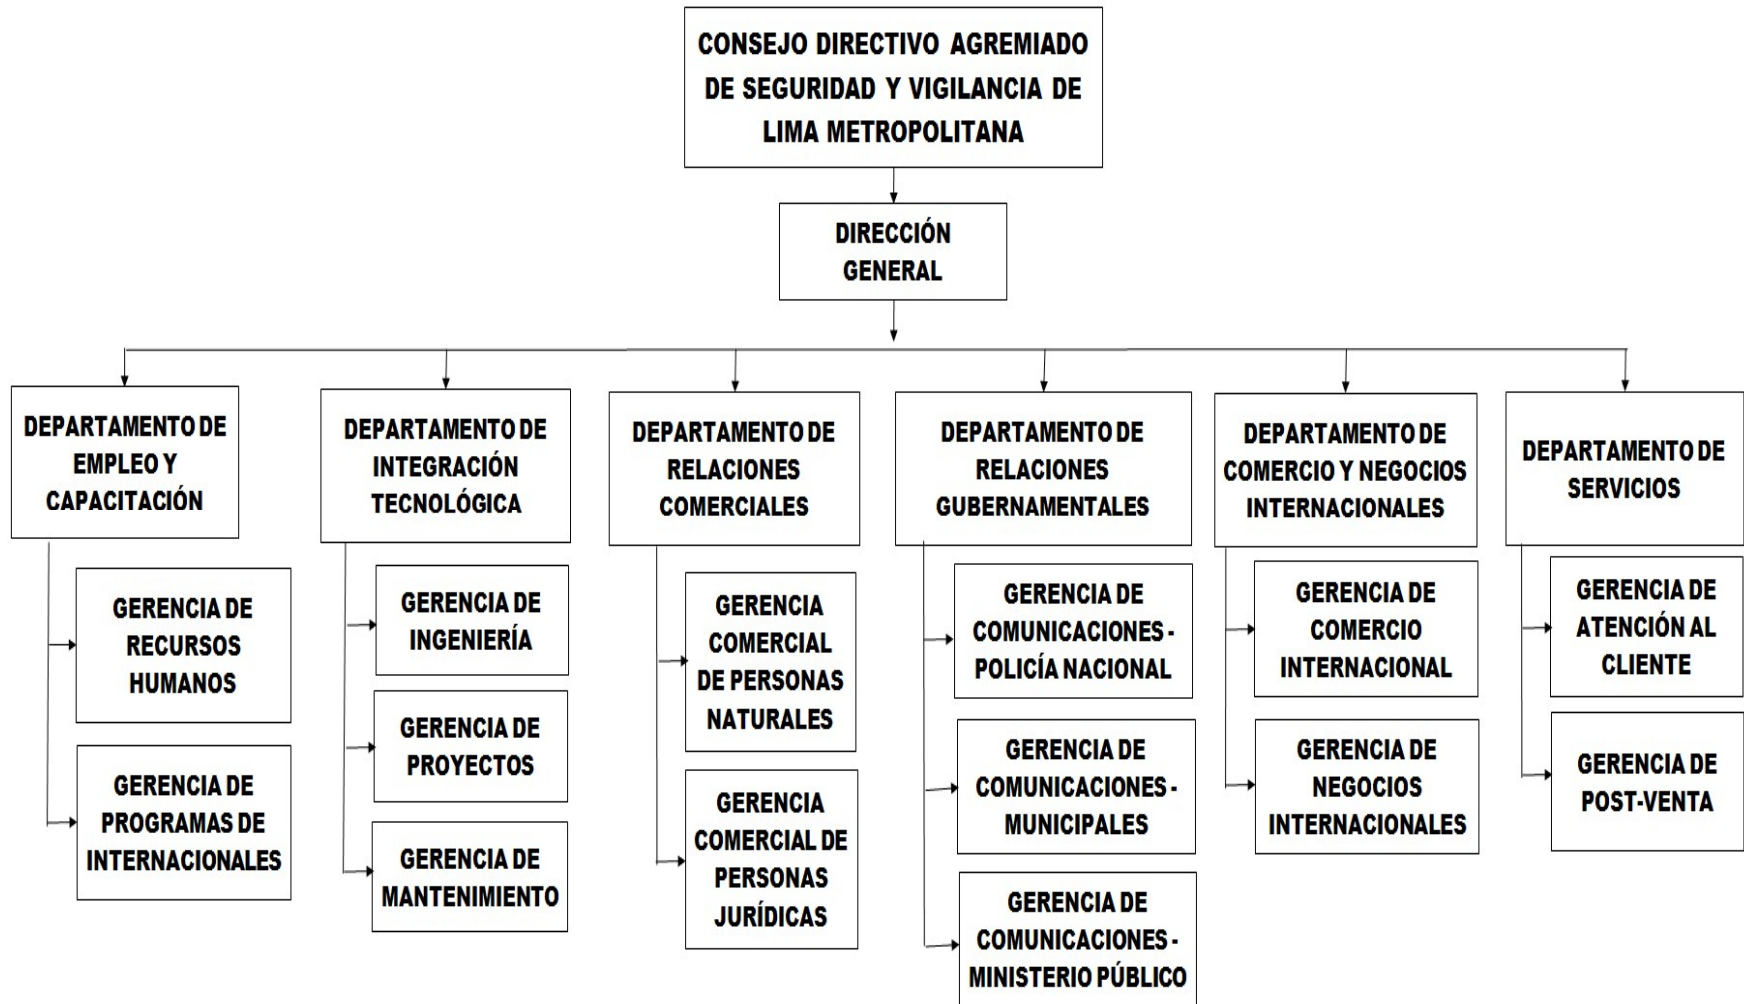 CONSEJO DIRECTIVO AGREMIADO
DE SEGURIDAD Y VIGILANCIA DE
LIMA METROPOLITANA
DIRECCIÓN
GENERAL
DEPARTAMENTO DE
EMPLEO Y
CAPACITACIÓN
GERENCIA DE
RECURSOS
HUMANOS
GERENCIA DE
PROGRAMAS DE
INTERNACIONALES
DEPARTAMENTO DE
INTEGRACIÓN
TECNOLÓGICA
GERENCIA DE
INGENIERÍA
GERENCIA DE
PROYECTOS
GERENCIA DE
MANTENIMIENTO
DEPARTAMENTO DE
RELACIONES
COMERCIALES
GERENCIA
COMERCIAL
DE PERSONAS
NATURALES
GERENCIA
COMERCIAL DE
PERSONAS
JURÍDICAS
DEPARTAMENTO DE
RELACIONES
GUBERNAMENTALES
GERENCIA DE
COMUNICACIONES -
POLICÍA NACIONAL
GERENCIA DE
COMUNICACIONES -
MUNICIPALES
GERENCIA DE
COMUNICACIONES -
MINISTERIO PÚBLICO
DEPARTAMENTO DE
COMERCIO Y NEGOCIOS
INTERNACIONALES
GERENCIA DE
COMERCIO
INTERNACIONAL
GERENCIA DE
NEGOCIOS
INTERNACIONALES
DEPARTAMENTO DE
SERVICIOS
GERENCIA DE
ATENCIÓN AL
CLIENTE
GERENCIA DE
POST-VENTA